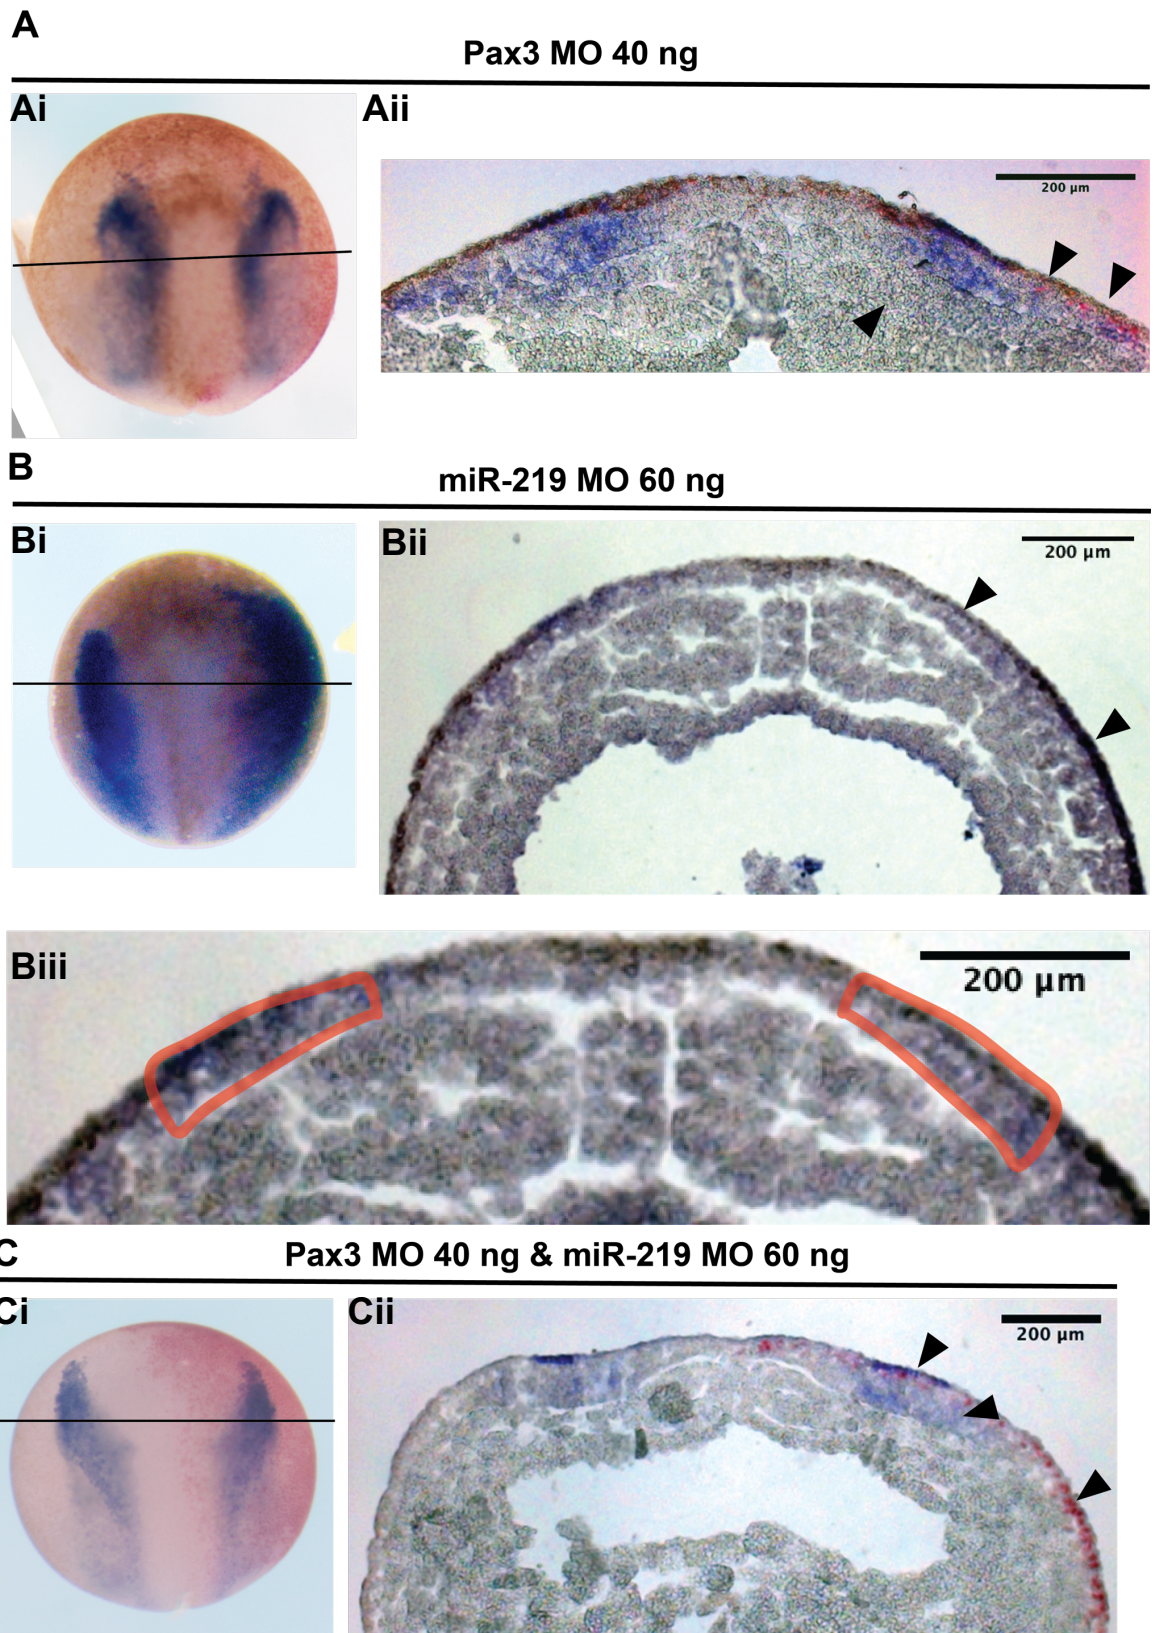 A
Pax3 MO 40 ng
Ai
Aii
200 µm
B
miR-219 MO 60 ng
Bi
Bii
200 µm
Biii
200 µm
C
Pax3 MO 40 ng & miR-219 MO 60 ng
Ci
Cii
200 µm